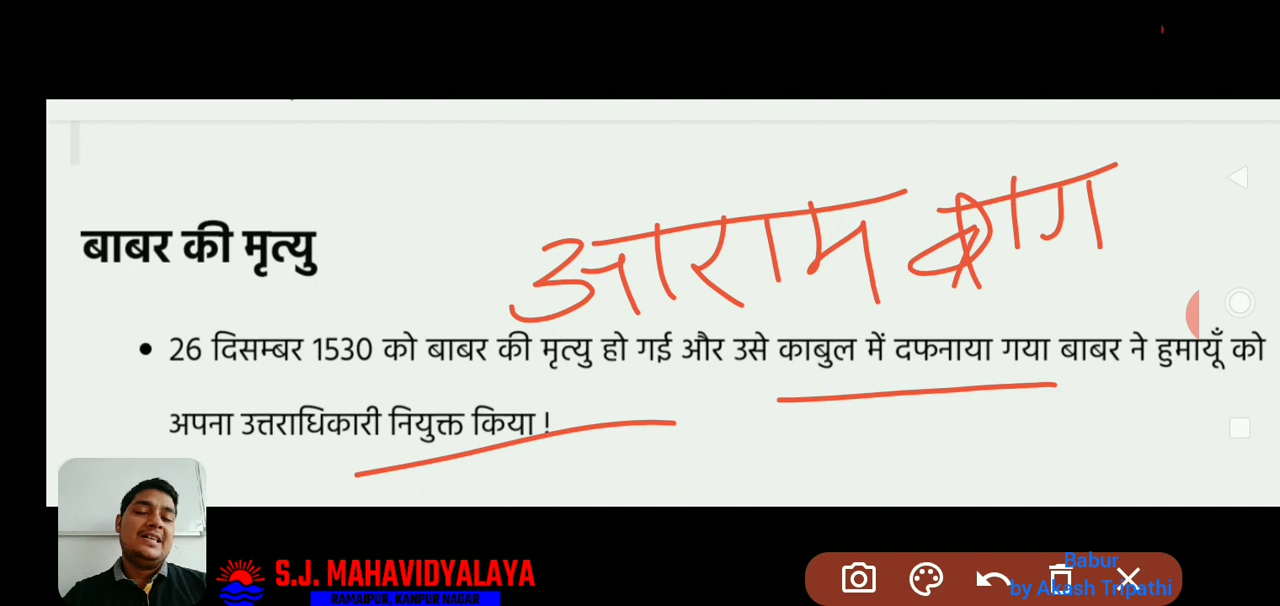 आराम बाग
बाबर की मृत्यु
• 26 दिसम्बर 1530 को बाबर की मृत्यु हो गई और उसे काबुल में दफनाया गया बाबर ने हुमायूँ को
अपना उत्तराधिकारी नियुक्त किया !
S.J. MAHAVIDYALAYA
RAMAIPUR, KANPUR NAGAR
Babur
by Akash Tripathi